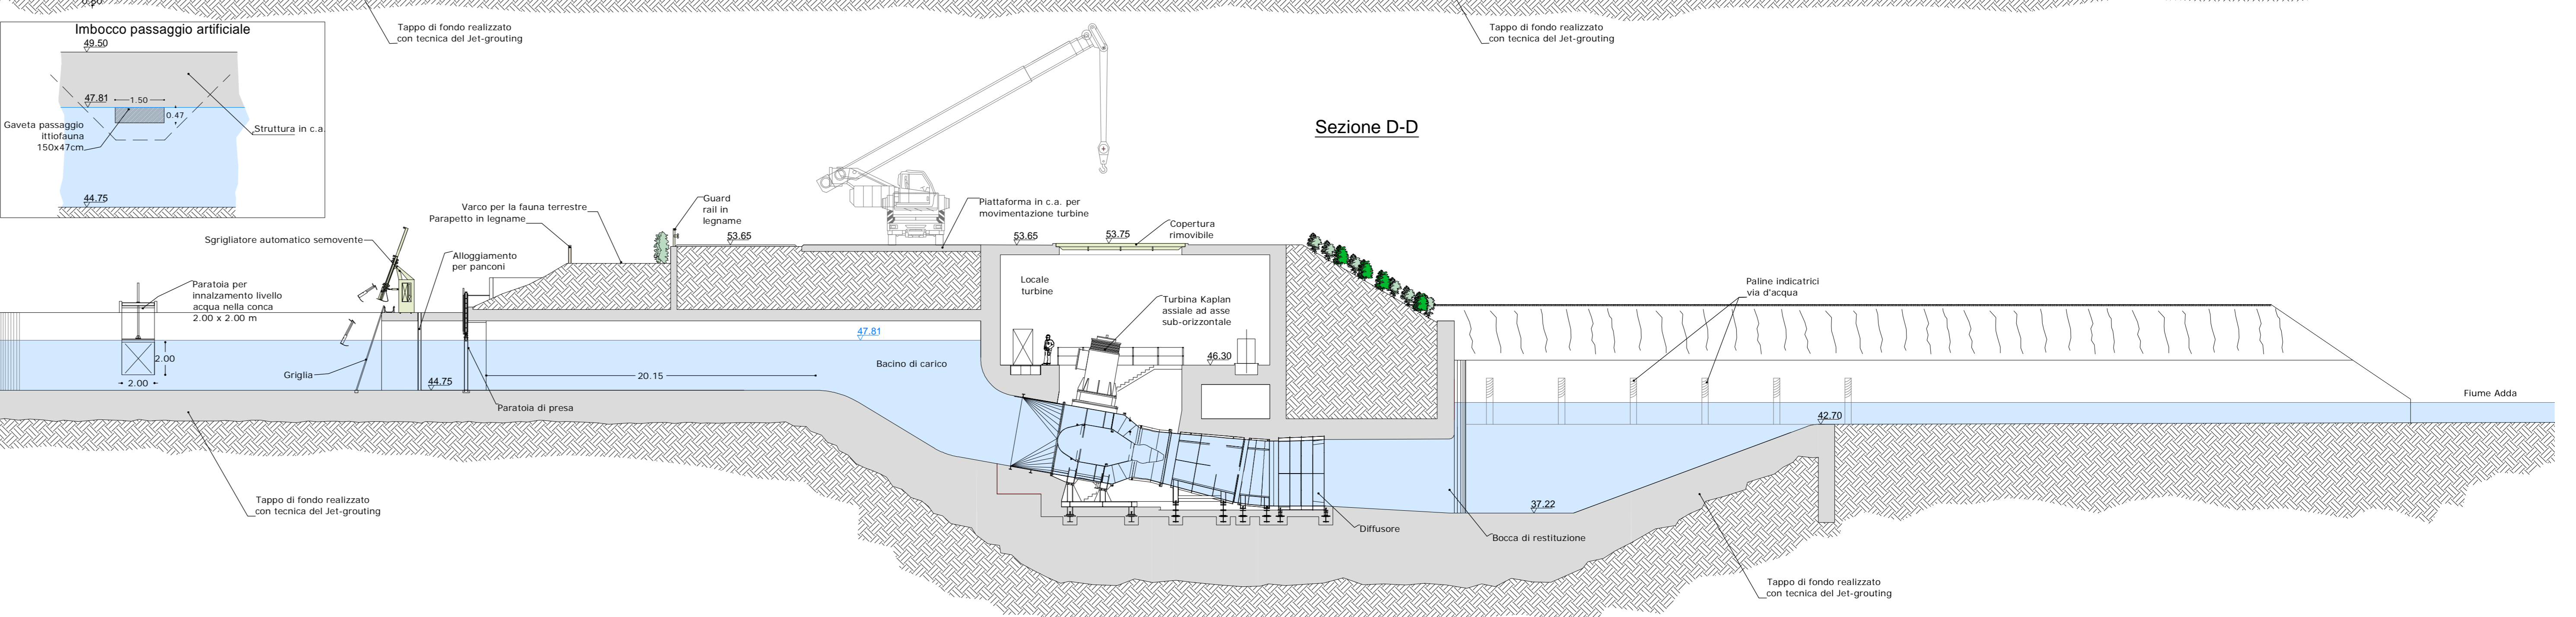 Tappo di fondo realizzato
con tecnica del Jet-grouting
Tappo di fondo realizzato
con tecnica del Jet-grouting
Imbocco passaggio artificiale
49.50
47.81
1.50
0.47
Gaveta passaggio
ittiofauna
150x47cm
Struttura in c.a.
44.75
Sezione D-D
Varco per la fauna terrestre
Parapetto in legname
Guard
rail in
legname
Piattaforma in c.a. per
movimentazione turbine
Sgrigliatore automatico semovente
53.65
53.65
53.75
Copertura
rimovibile
Alloggiamento
per panconi
Paratoia per
innalzamento livello
acqua nella conca
2.00 x 2.00 m
Locale
turbine
Turbina Kaplan
assiale ad asse
sub-orizzontale
Paline indicatrici
via d'acqua
47.81
46.30
2.00
2.00
Griglia
44.75
20.15
Bacino di carico
Paratoia di presa
Fiume Adda
42.70
37.22
Tappo di fondo realizzato
con tecnica del Jet-grouting
Diffusore
Bocca di restituzione
Tappo di fondo realizzato
con tecnica del Jet-grouting